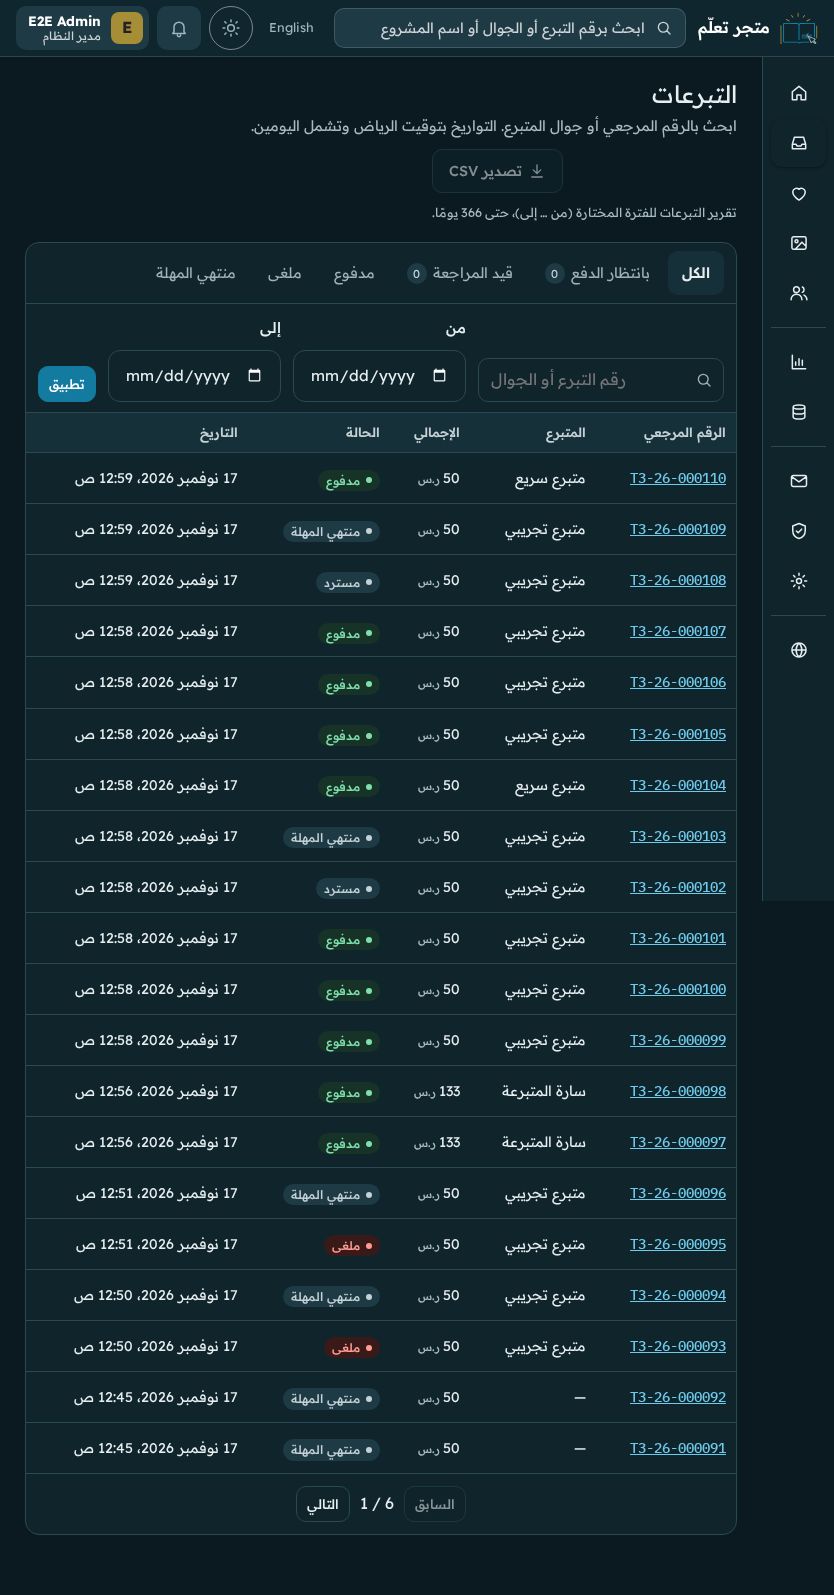 متجر تعلّم
ابحث برقم التبرع أو الجوال أو اسم المشروع
English
E
E2E Admin
مدير النظام
التبرعات
ابحث بالرقم المرجعي أو جوال المتبرع. التواريخ بتوقيت الرياض وتشمل اليومين.
تصدير CSV
تقرير التبرعات للفترة المختارة (من … إلى)، حتى 366 يومًا.
الكل
بانتظار الدفع 0
قيد المراجعة 0
مدفوع
ملغى
منتهي المهلة
من
إلى
رقم التبرع أو الجوال
mm/dd/yyyy
mm/dd/yyyy
تطبيق
الرقم المرجعي المتبرع الإجمالي الحالة التاريخ
T3-26-000110 متبرع سريع 50 ر.س مدفوع 17 نوفمبر 2026، 12:59 ص
T3-26-000109 متبرع تجريبي 50 ر.س منتهي المهلة 17 نوفمبر 2026، 12:59 ص
T3-26-000108 متبرع تجريبي 50 ر.س مسترد 17 نوفمبر 2026، 12:59 ص
T3-26-000107 متبرع تجريبي 50 ر.س مدفوع 17 نوفمبر 2026، 12:58 ص
T3-26-000106 متبرع تجريبي 50 ر.س مدفوع 17 نوفمبر 2026، 12:58 ص
T3-26-000105 متبرع تجريبي 50 ر.س مدفوع 17 نوفمبر 2026، 12:58 ص
T3-26-000104 متبرع سريع 50 ر.س مدفوع 17 نوفمبر 2026، 12:58 ص
T3-26-000103 متبرع تجريبي 50 ر.س منتهي المهلة 17 نوفمبر 2026، 12:58 ص
T3-26-000102 متبرع تجريبي 50 ر.س مسترد 17 نوفمبر 2026، 12:58 ص
T3-26-000101 متبرع تجريبي 50 ر.س مدفوع 17 نوفمبر 2026، 12:58 ص
T3-26-000100 متبرع تجريبي 50 ر.س مدفوع 17 نوفمبر 2026، 12:58 ص
T3-26-000099 متبرع تجريبي 50 ر.س مدفوع 17 نوفمبر 2026، 12:58 ص
T3-26-000098 سارة المتبرعة 133 ر.س مدفوع 17 نوفمبر 2026، 12:56 ص
T3-26-000097 سارة المتبرعة 133 ر.س مدفوع 17 نوفمبر 2026، 12:56 ص
T3-26-000096 متبرع تجريبي 50 ر.س منتهي المهلة 17 نوفمبر 2026، 12:51 ص
T3-26-000095 متبرع تجريبي 50 ر.س ملغى 17 نوفمبر 2026، 12:51 ص
T3-26-000094 متبرع تجريبي 50 ر.س منتهي المهلة 17 نوفمبر 2026، 12:50 ص
T3-26-000093 متبرع تجريبي 50 ر.س ملغى 17 نوفمبر 2026، 12:50 ص
T3-26-000092 — 50 ر.س منتهي المهلة 17 نوفمبر 2026، 12:45 ص
T3-26-000091 — 50 ر.س منتهي المهلة 17 نوفمبر 2026، 12:45 ص
السابق
1 / 6
التالي